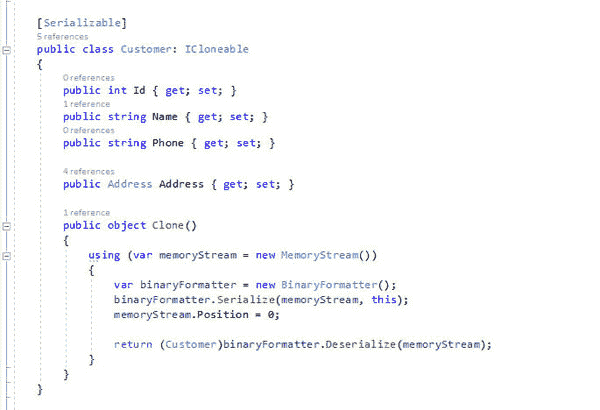 [Serializable]
5 references
public class Customer: ICloneable
{
0 references
public int Id { get; set; }
1 reference
public string Name { get; set; }
0 references
public string Phone { get; set; }
4 references
public Address Address { get; set; }
1 reference
public object Clone()
{
using (var memoryStream = new MemoryStream())
{
var binaryFormatter = new BinaryFormatter();
binaryFormatter.Serialize(memoryStream, this);
memoryStream.Position = 0;
return (Customer)binaryFormatter.Deserialize(memoryStream);
}
}
}